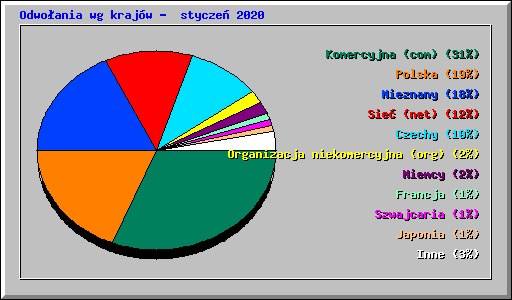 Odwołania wg krajów -  styczeń 2020
Komercyjna (com) (31%)
Polska (19%)
Nieznany (18%)
Sieć (net) (12%)
Czechy (10%)
Organizacja niekomercyjna (org) (2%)
Niemcy (2%)
Francja (1%)
Szwajcaria (1%)
Japonia (1%)
Inne (3%)